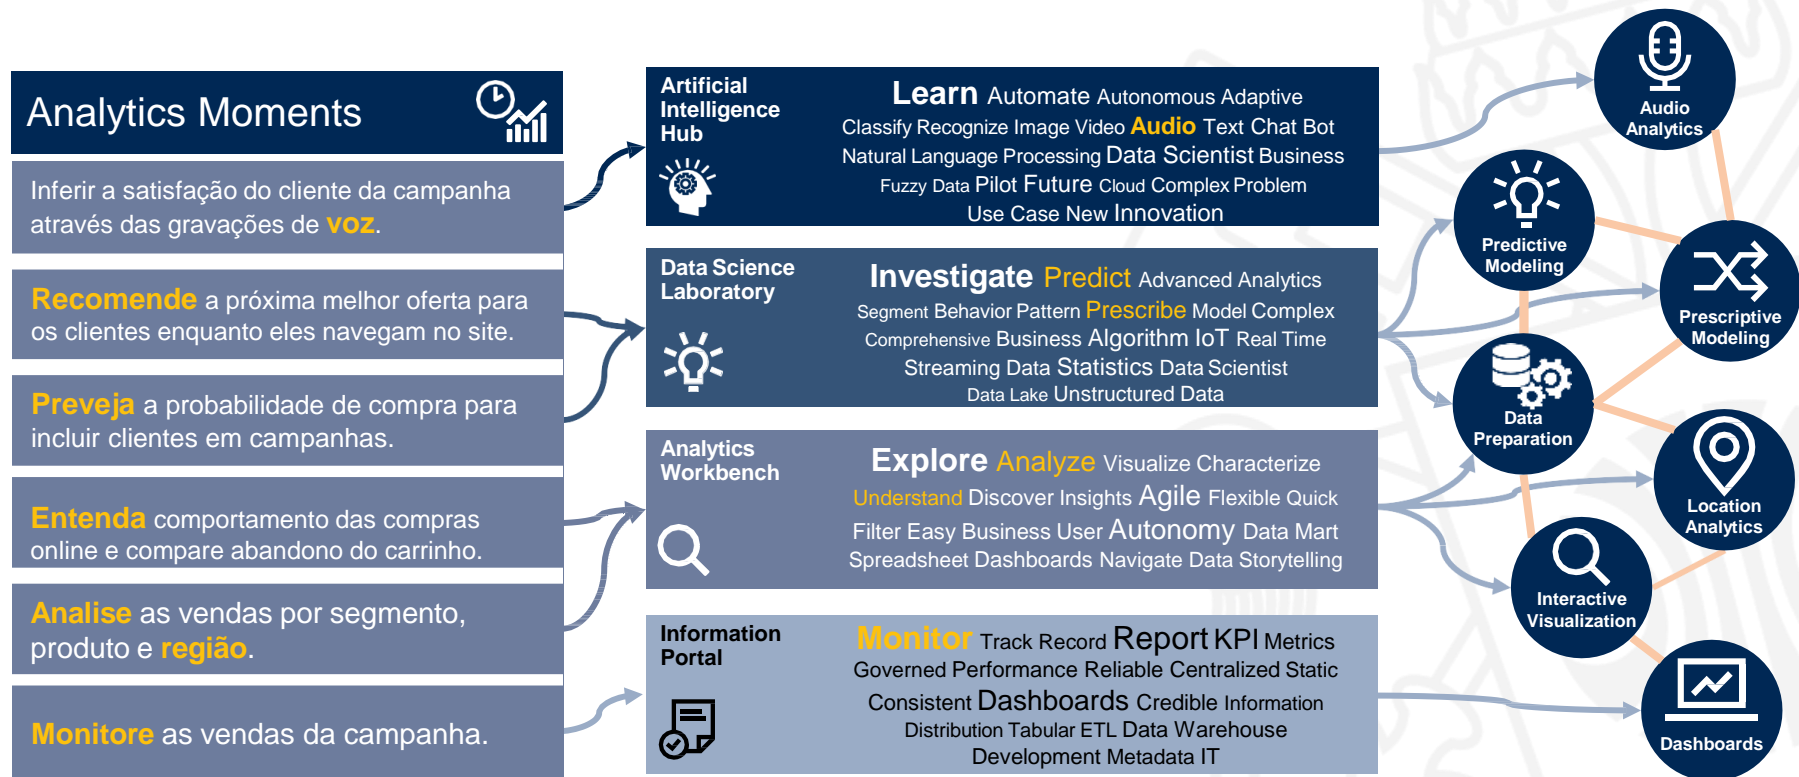 Analytics Moments
Inferir a satisfação do cliente da campanha
através das gravações de voz.
Recomende a próxima melhor oferta para
os clientes enquanto eles navegam no site.
Preveja a probabilidade de compra para
incluir clientes em campanhas.
Entenda comportamento das compras
online e compare abandono do carrinho.
Analise as vendas por segmento,
produto e região.
Monitore as vendas da campanha.
Artificial
Intelligence
Hub
Learn Automate Autonomous Adaptive
Classify Recognize Image Video Audio Text Chat Bot
Natural Language Processing Data Scientist Business
Fuzzy Data Pilot Future Cloud Complex Problem
Use Case New Innovation
Data Science
Laboratory
Investigate Predict Advanced Analytics
Segment Behavior Pattern Prescribe Model Complex
Comprehensive Business Algorithm IoT Real Time
Streaming Data Statistics Data Scientist
Data Lake Unstructured Data
Analytics
Workbench
Explore Analyze Visualize Characterize
Understand Discover Insights Agile Flexible Quick
Filter Easy Business User Autonomy Data Mart
Spreadsheet Dashboards Navigate Data Storytelling
Information
Portal
Monitor Track Record Report KPI Metrics
Governed Performance Reliable Centralized Static
Consistent Dashboards Credible Information
Distribution Tabular ETL Data Warehouse
Development Metadata IT
Audio
Analytics
Predictive
Modeling
Prescriptive
Modeling
Data
Preparation
Location
Analytics
Interactive
Visualization
Dashboards